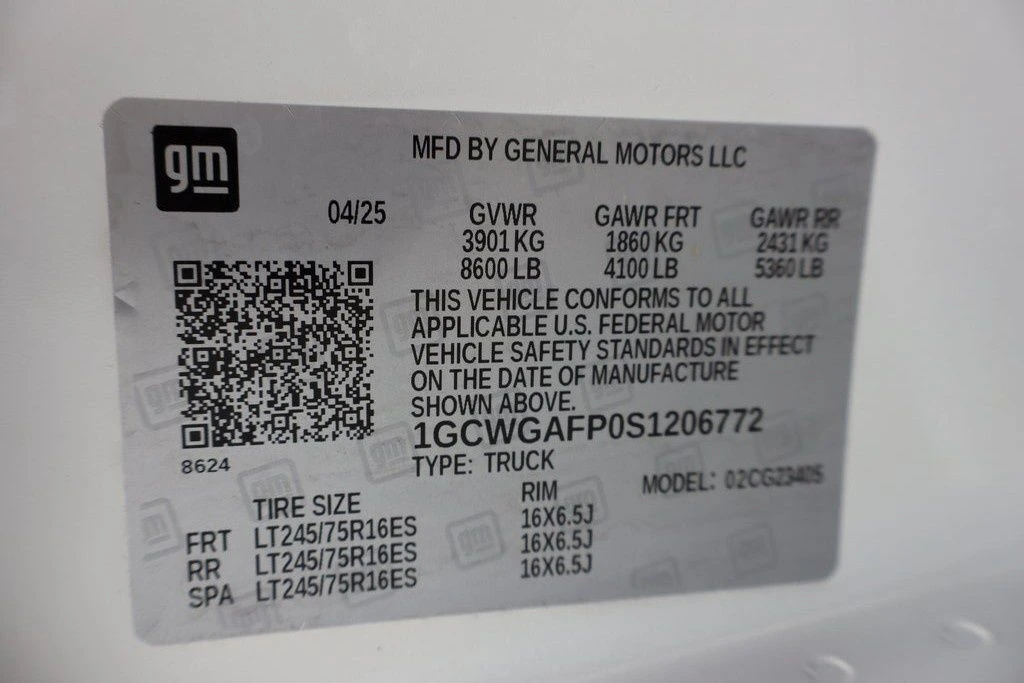 gm
MFD BY GENERAL MOTORS LLC
04/25 GVWR GAWR FRT GAWR RR
3901 KG 1860 KG 2431 KG
8600 LB 4100 LB 5360 LB
THIS VEHICLE CONFORMS TO ALL
APPLICABLE U.S. FEDERAL MOTOR
VEHICLE SAFETY STANDARDS IN EFFECT
ON THE DATE OF MANUFACTURE
SHOWN ABOVE.
1GCWGAFP0S1206772
8624
TYPE: TRUCK
MODEL: 02CG23405
TIRE SIZE RIM
FRT LT245/75R16ES 16X6.5J
RR LT245/75R16ES 16X6.5J
SPA LT245/75R16ES 16X6.5J